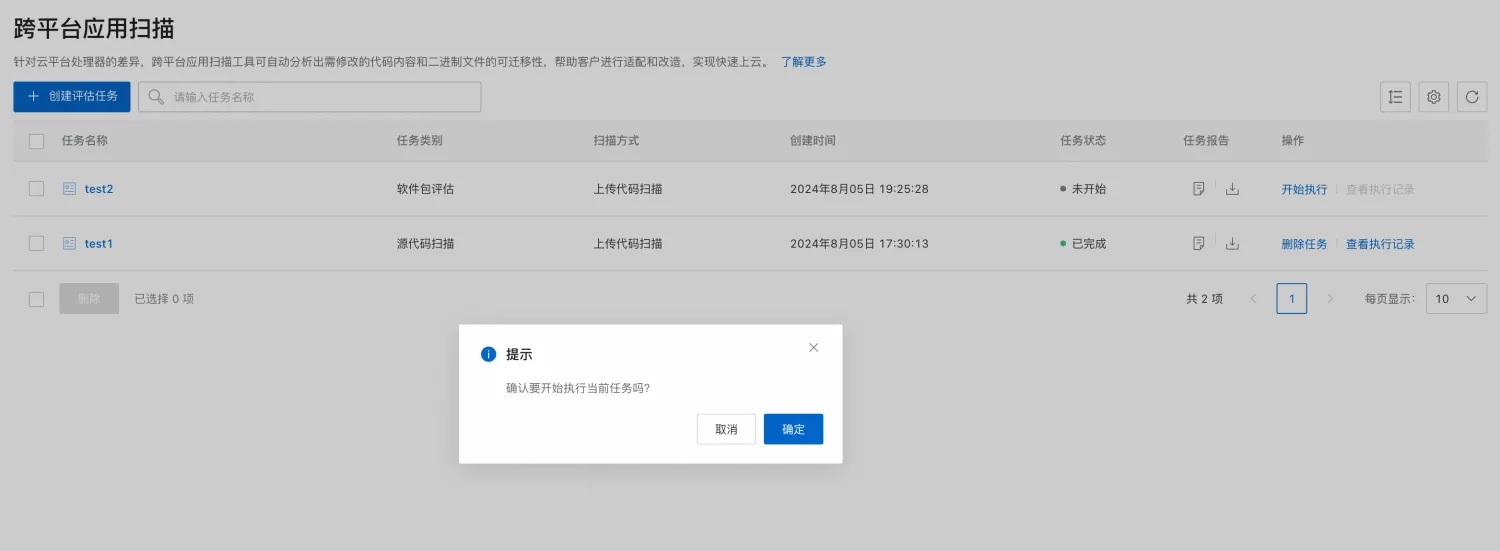 跨平台应用扫描
针对云平台处理器的差异，跨平台应用扫描工具可自动分析出需修改的代码内容和二进制文件的可迁移性，帮助客户进行适配和改造，实现快速上云。 了解更多
+ 创建评估任务 请输入任务名称
任务名称 任务类别 扫描方式 创建时间 任务状态 任务报告 操作
test2 软件包评估 上传代码扫描 2024年8月05日 19:25:28 未开始 开始执行 查看执行记录
test1 源代码扫描 上传代码扫描 2024年8月05日 17:30:13 已完成 删除任务 查看执行记录
删除 已选择 0 项 共 2 项 1 每页显示： 10
提示
确认要开始执行当前任务吗?
取消 确定